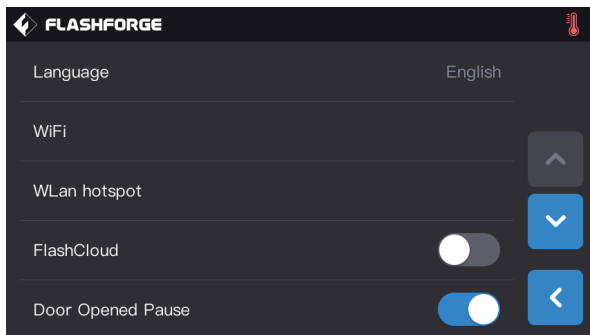 FLASHFORGE
Language English
WiFi
WLan hotspot
FlashCloud
Door Opened Pause